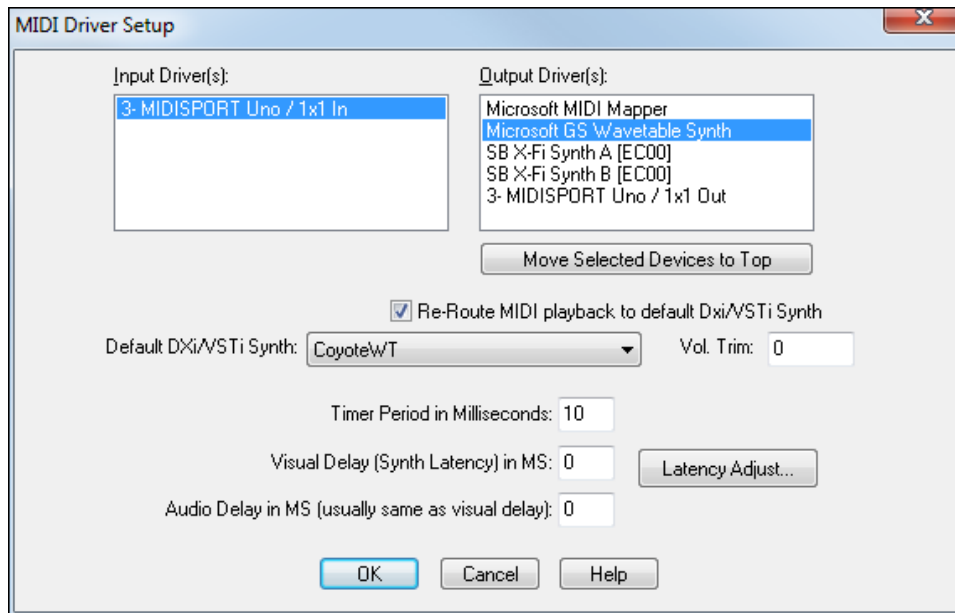 MIDI Driver Setup
Input Driver(s):
3- MIDISPORT Uno / 1x1 In
Output Driver(s):
Microsoft MIDI Mapper
Microsoft GS Wavetable Synth
SB X-Fi Synth A [EC00]
SB X-Fi Synth B [EC00]
3- MIDISPORT Uno / 1x1 Out
Move Selected Devices to Top
Re-Route MIDI playback to default Dxi/VSTi Synth
Default DXi/VSTi Synth: CoyoteWT Vol. Trim: 0
Timer Period in Milliseconds: 10
Visual Delay (Synth Latency) in MS: 0 Latency Adjust...
Audio Delay in MS (usually same as visual delay): 0
OK Cancel Help